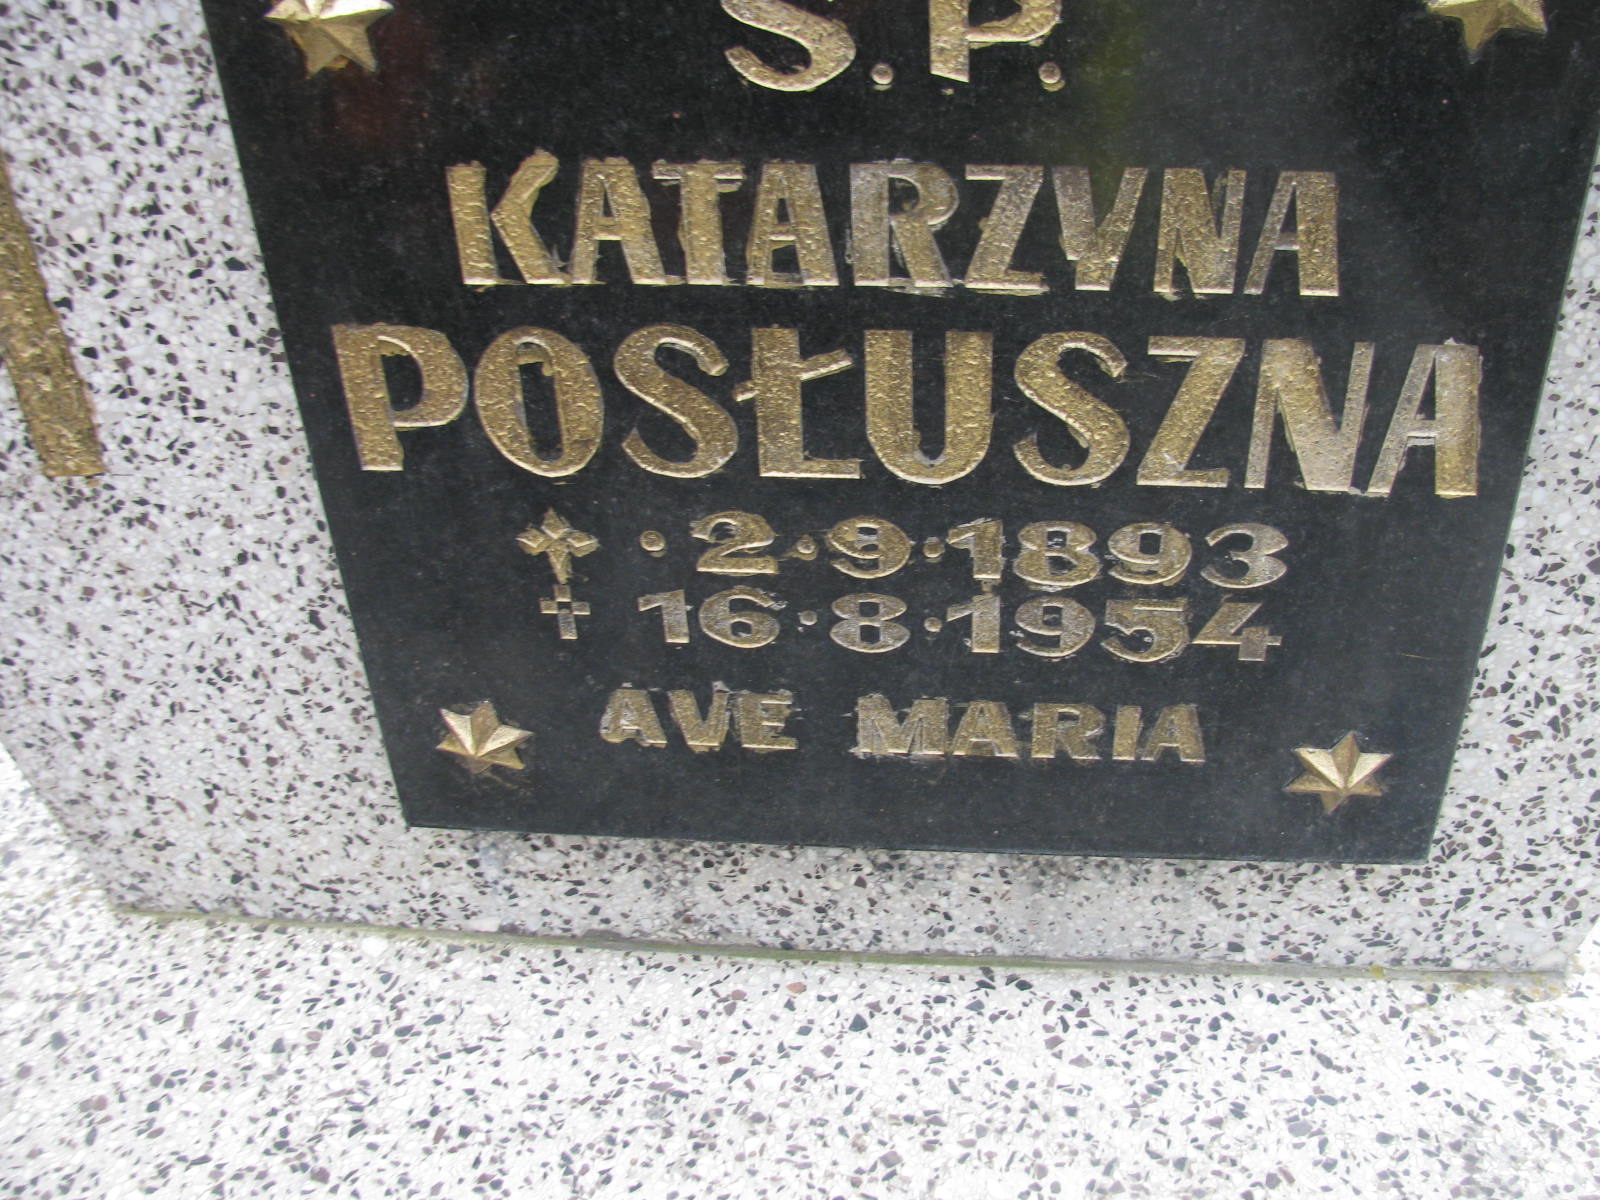 Ś.P.
KATARZYNA
POSŁUSZNA
·2·9·1893
16·8·1954
AVE MARIA